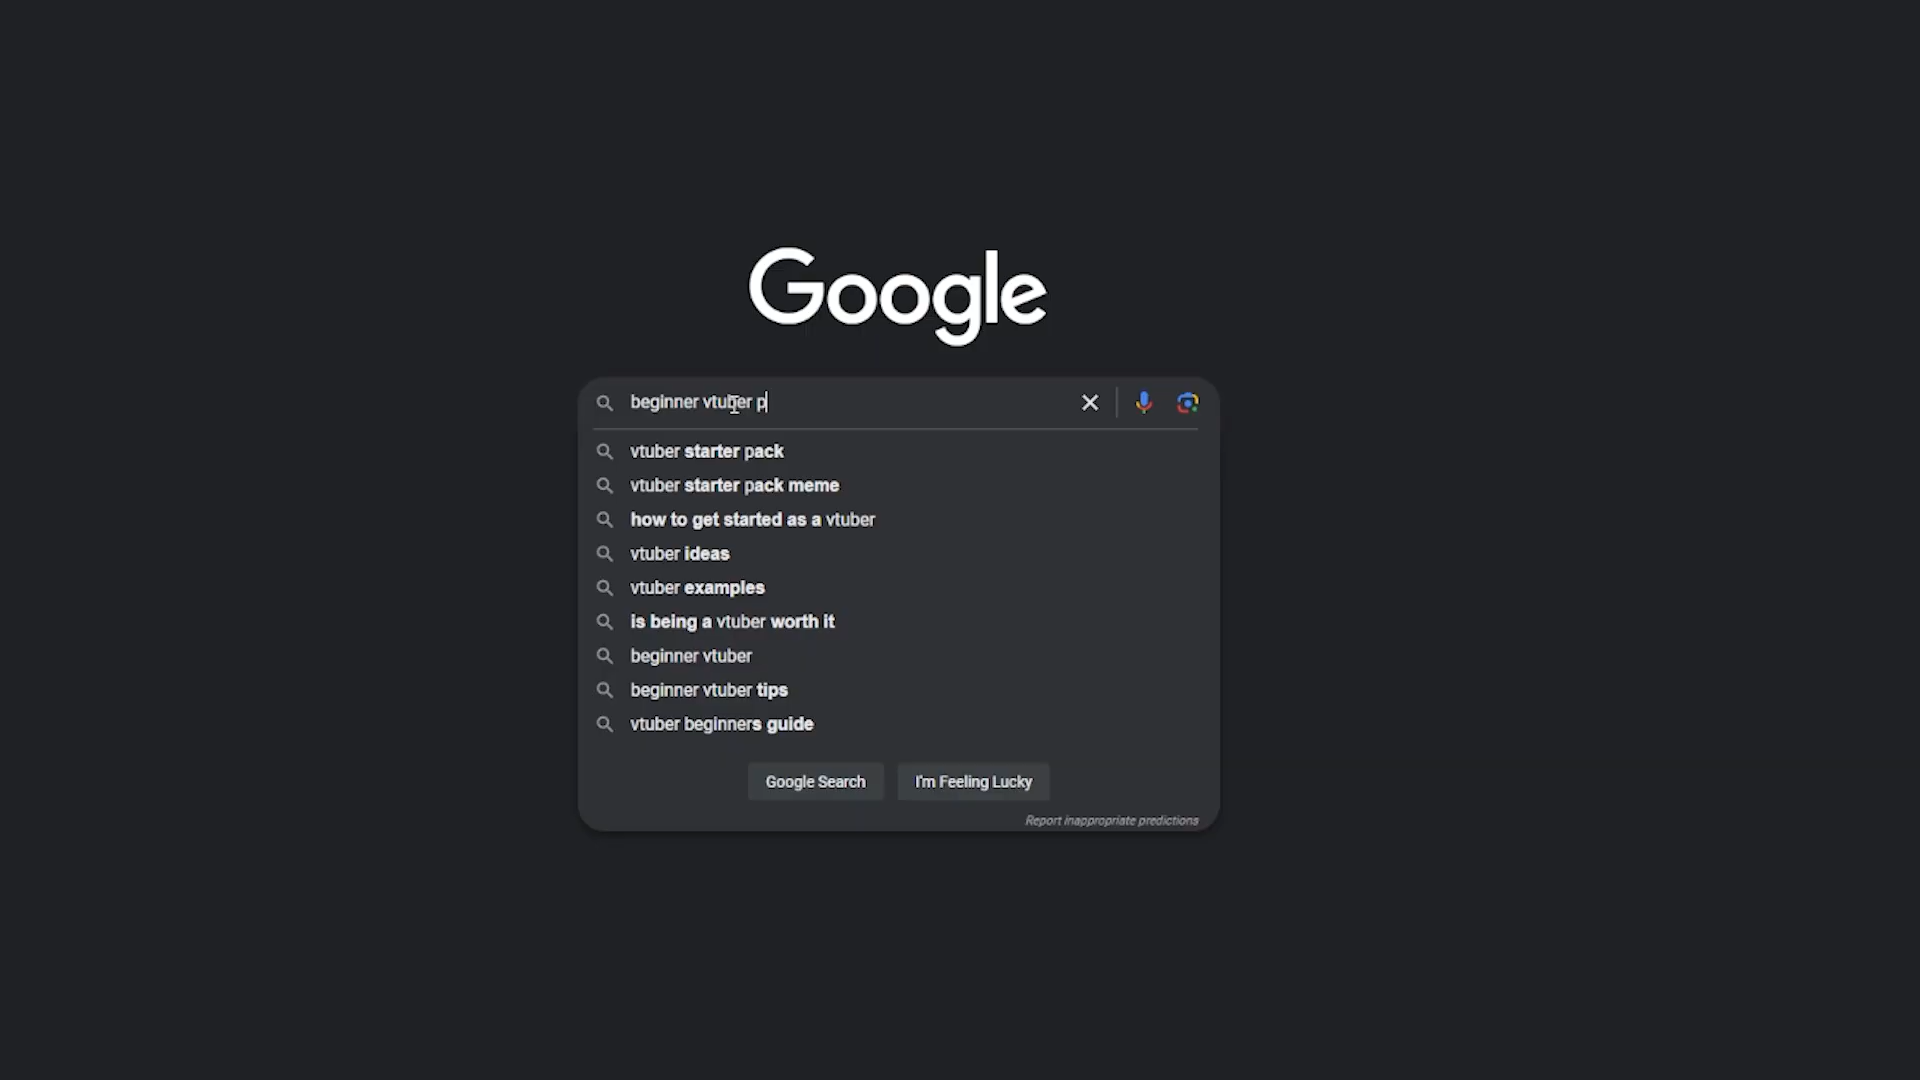 Google
beginner vtuber p
vtuber starter pack
vtuber starter pack meme
how to get started as a vtuber
vtuber ideas
vtuber examples
is being a vtuber worth it
beginner vtuber
beginner vtuber tips
vtuber beginners guide
Google Search I'm Feeling Lucky
Report inappropriate predictions